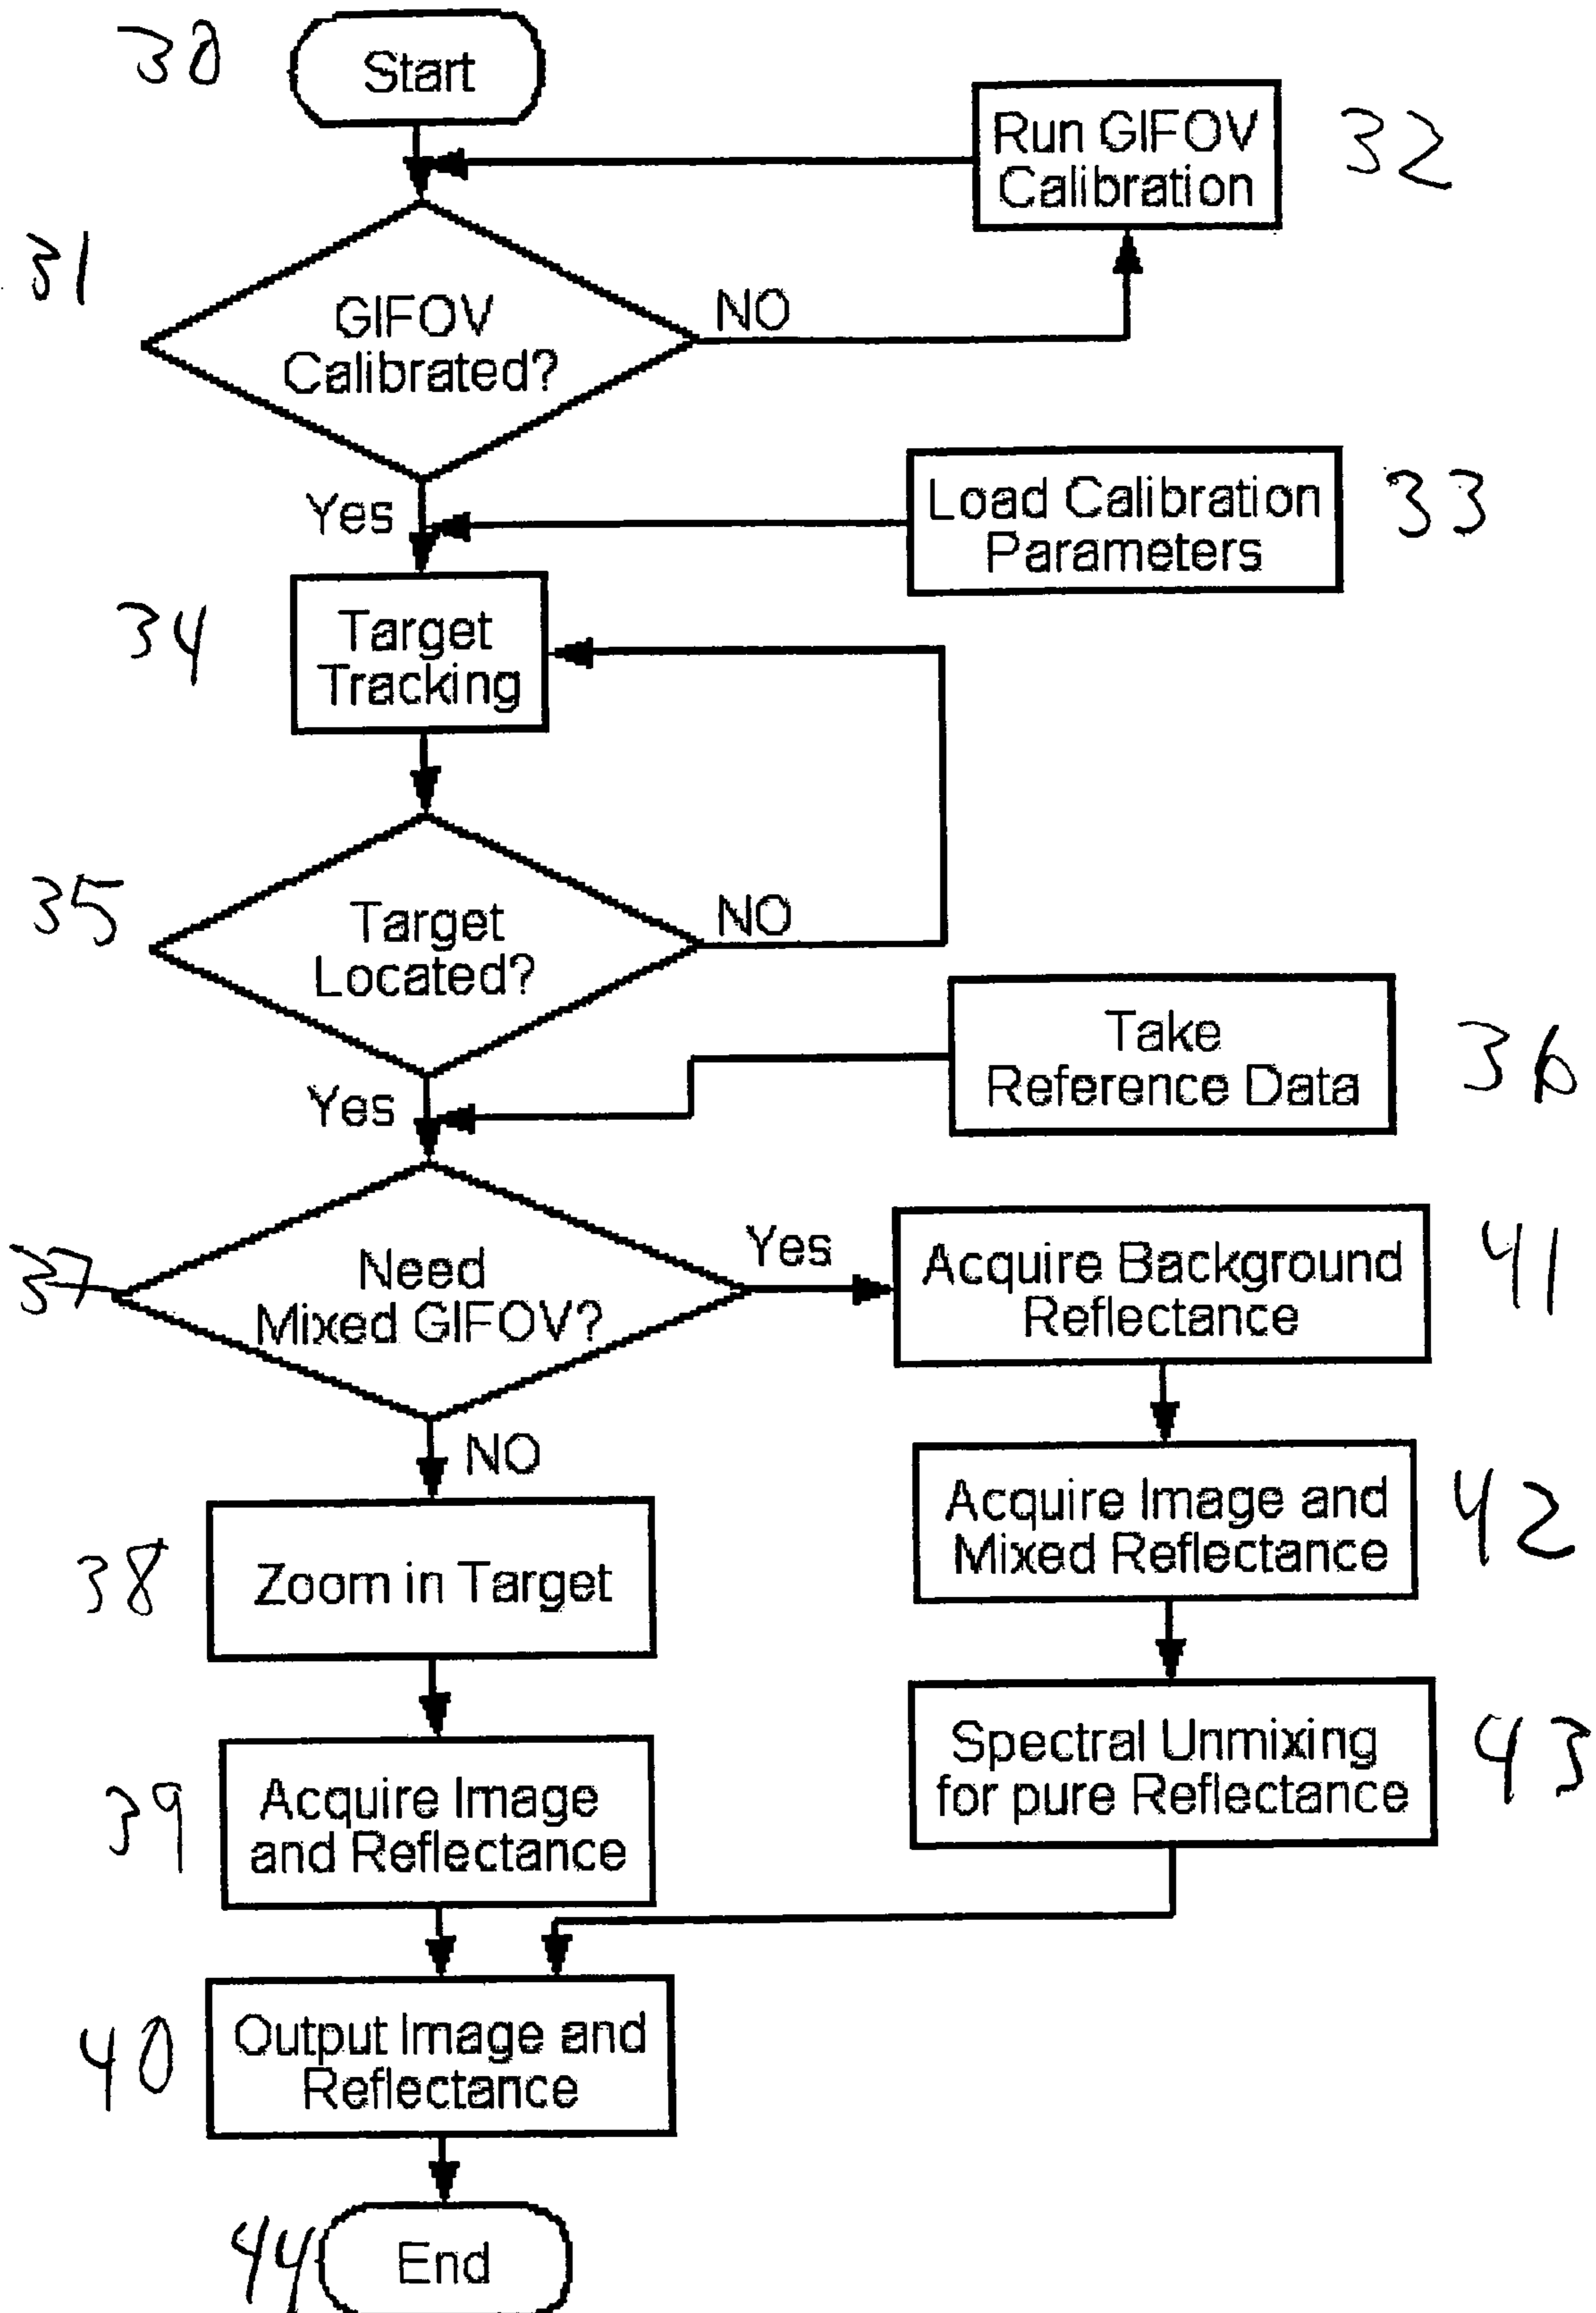 30
Start
Run GIFOV
Calibration
32
31
GIFOV
Calibrated?
NO
Yes
Load Calibration
Parameters
33
34
Target
Tracking
35
Target
Located?
NO
Take
Reference Data
36
Yes
37
Need
Mixed GIFOV?
Yes
Acquire Background
Reflectance
41
NO
Acquire Image and
Mixed Reflectance
42
38
Zoom in Target
Spectral Unmixing
for pure Reflectance
43
39
Acquire Image
and Reflectance
40
Output Image and
Reflectance
44
End